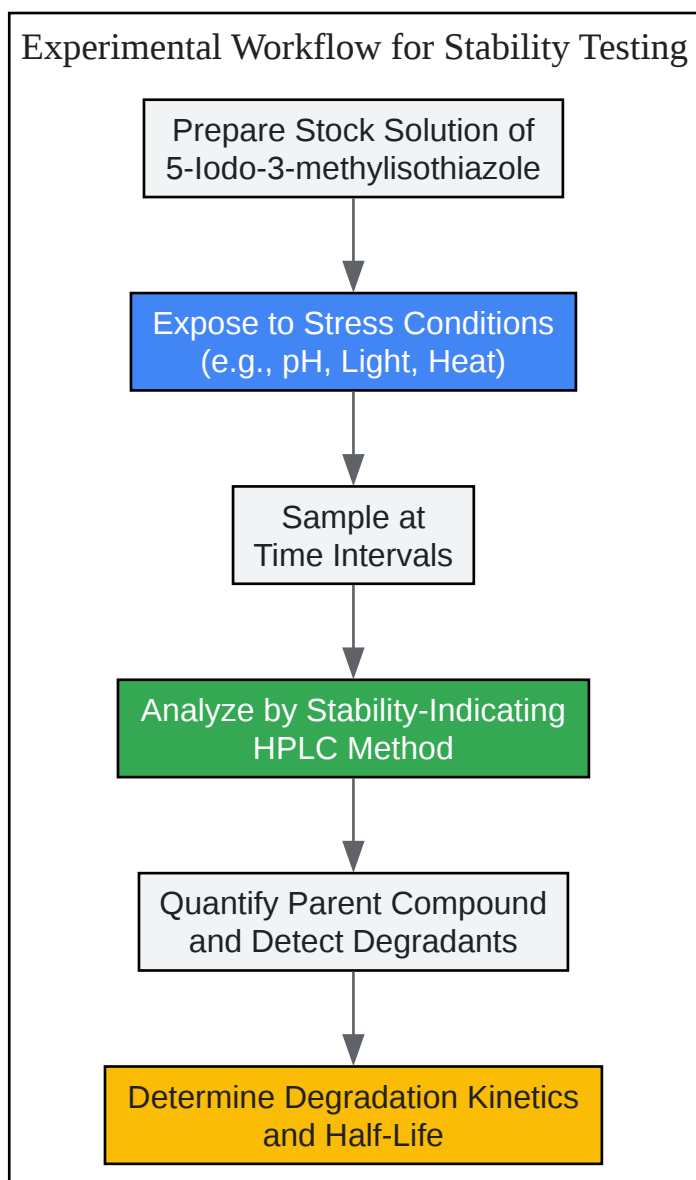 Experimental Workflow for Stability Testing
Prepare Stock Solution of
5-Iodo-3-methylisothiazole
Expose to Stress Conditions
(e.g., pH, Light, Heat)
Sample at
Time Intervals
Analyze by Stability-Indicating
HPLC Method
Quantify Parent Compound
and Detect Degradants
Determine Degradation Kinetics
and Half-Life